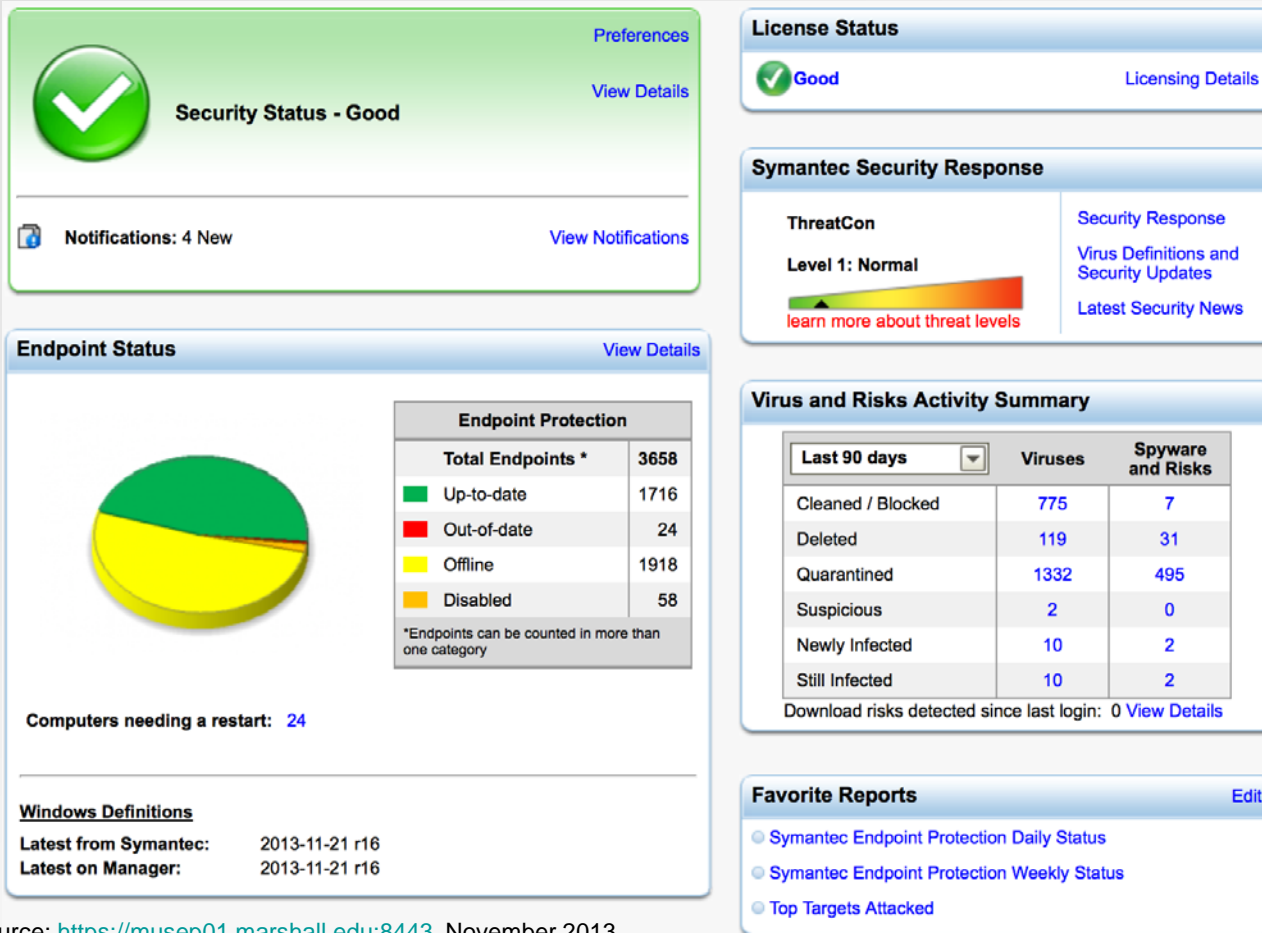 Preferences
View Details
Security Status - Good
Notifications: 4 New
View Notifications
Endpoint Status
View Details
Endpoint Protection
Total Endpoints * 3658
Up-to-date 1716
Out-of-date 24
Offline 1918
Disabled 58
*Endpoints can be counted in more than
one category
Computers needing a restart: 24
Windows Definitions
Latest from Symantec: 2013-11-21 r16
Latest on Manager: 2013-11-21 r16
License Status
Good
Licensing Details
Symantec Security Response
ThreatCon
Level 1: Normal
learn more about threat levels
Security Response
Virus Definitions and
Security Updates
Latest Security News
Virus and Risks Activity Summary
Last 90 days Viruses Spyware
and Risks
Cleaned / Blocked 775 7
Deleted 119 31
Quarantined 1332 495
Suspicious 2 0
Newly Infected 10 2
Still Infected 10 2
Download risks detected since last login: 0 View Details
Favorite Reports
Edit
Symantec Endpoint Protection Daily Status
Symantec Endpoint Protection Weekly Status
Top Targets Attacked
https://musep01.marshall.edu:8443, November 2013